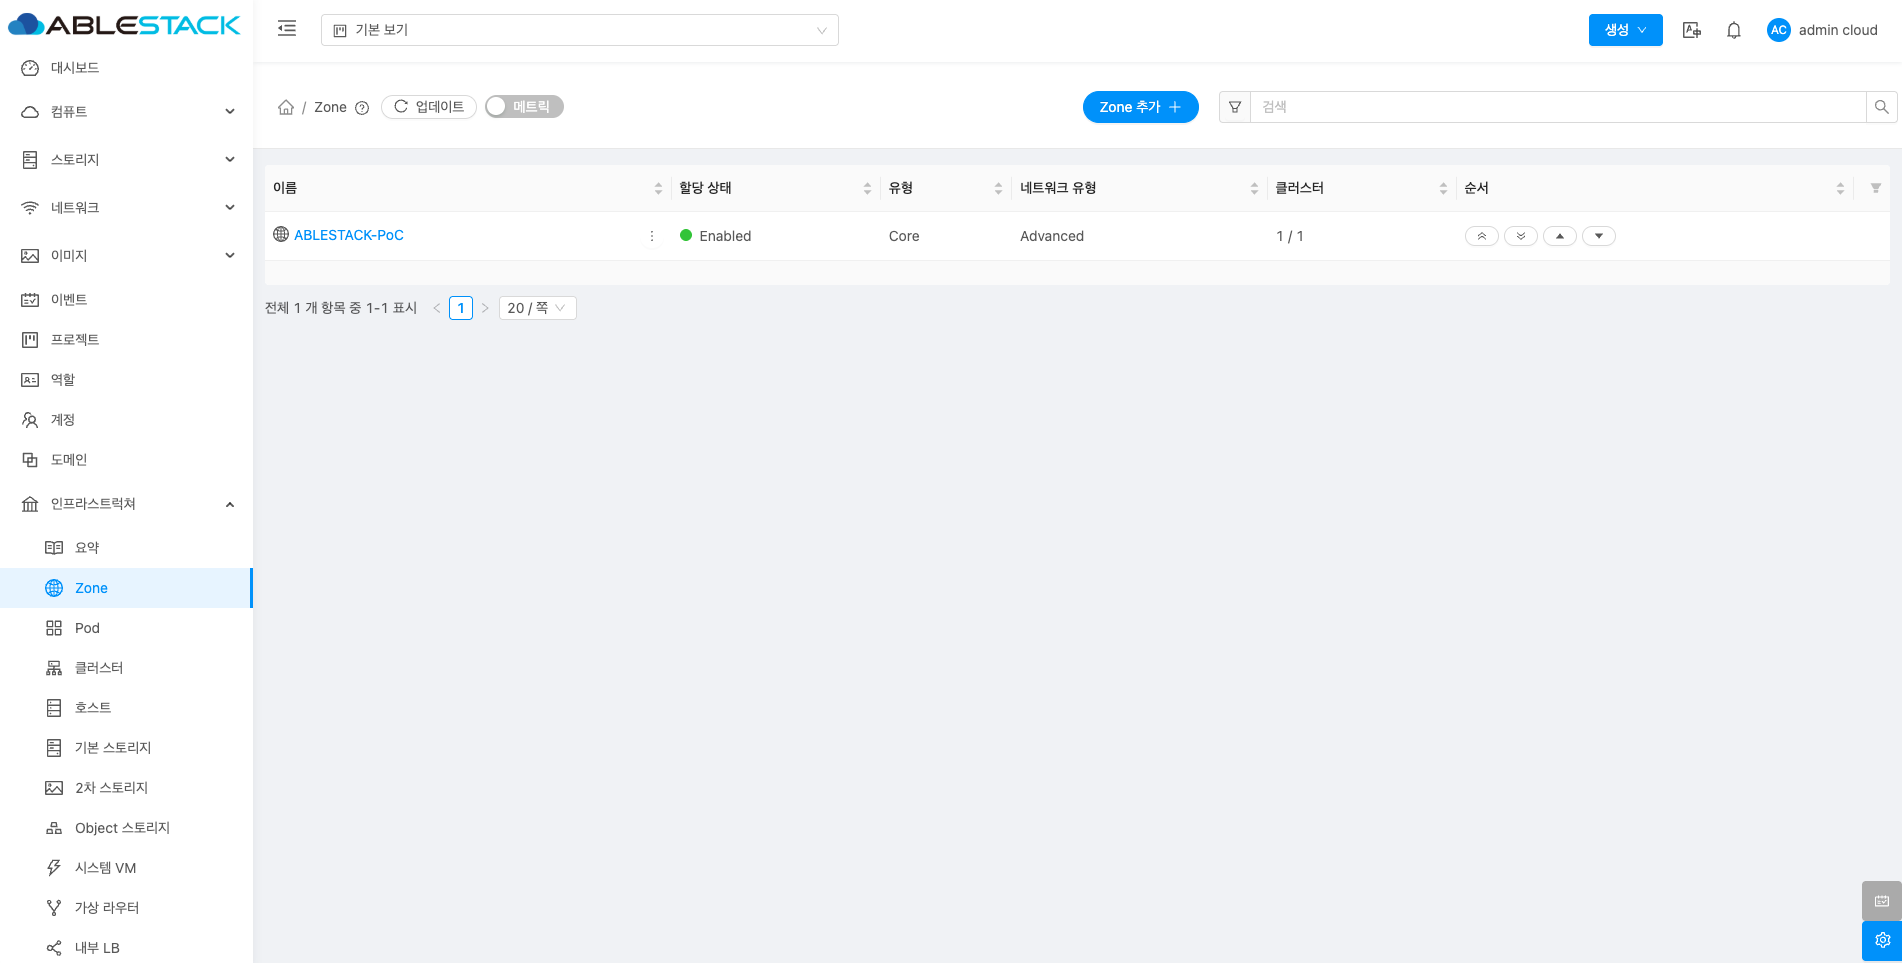 ABLESTACK
기본 보기
생성
AC
admin cloud
대시보드
컴퓨트
스토리지
네트워크
이미지
이벤트
프로젝트
역할
계정
도메인
인프라스트럭쳐
요약
Zone
Pod
클러스터
호스트
기본 스토리지
2차 스토리지
Object 스토리지
시스템 VM
가상 라우터
내부 LB
/ Zone
업데이트
메트릭
Zone 추가
검색
이름 할당 상태 유형 네트워크 유형 클러스터 순서
ABLESTACK-PoC Enabled Core Advanced 1 / 1
전체 1 개 항목 중 1-1 표시 < 1 > 20 / 쪽